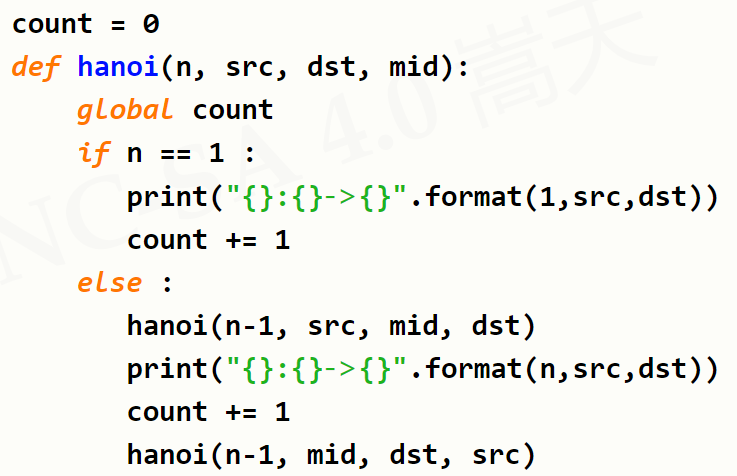 count = 0
def hanoi(n, src, dst, mid):
    global count
    if n == 1 :
        print("{}:{}->{}".format(1,src,dst))
        count += 1
    else :
        hanoi(n-1, src, mid, dst)
        print("{}:{}->{}".format(n,src,dst))
        count += 1
        hanoi(n-1, mid, dst, src)
NC-SA 4.0 嵩天